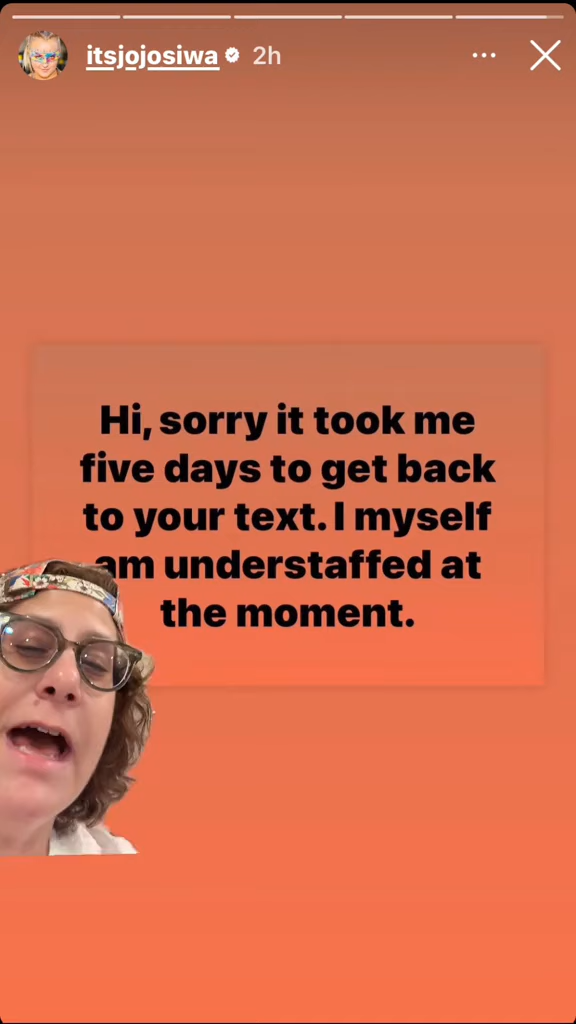 itsjojosiwa 2h
Hi, sorry it took me
five days to get back
to your text. I myself
am understaffed at
the moment.